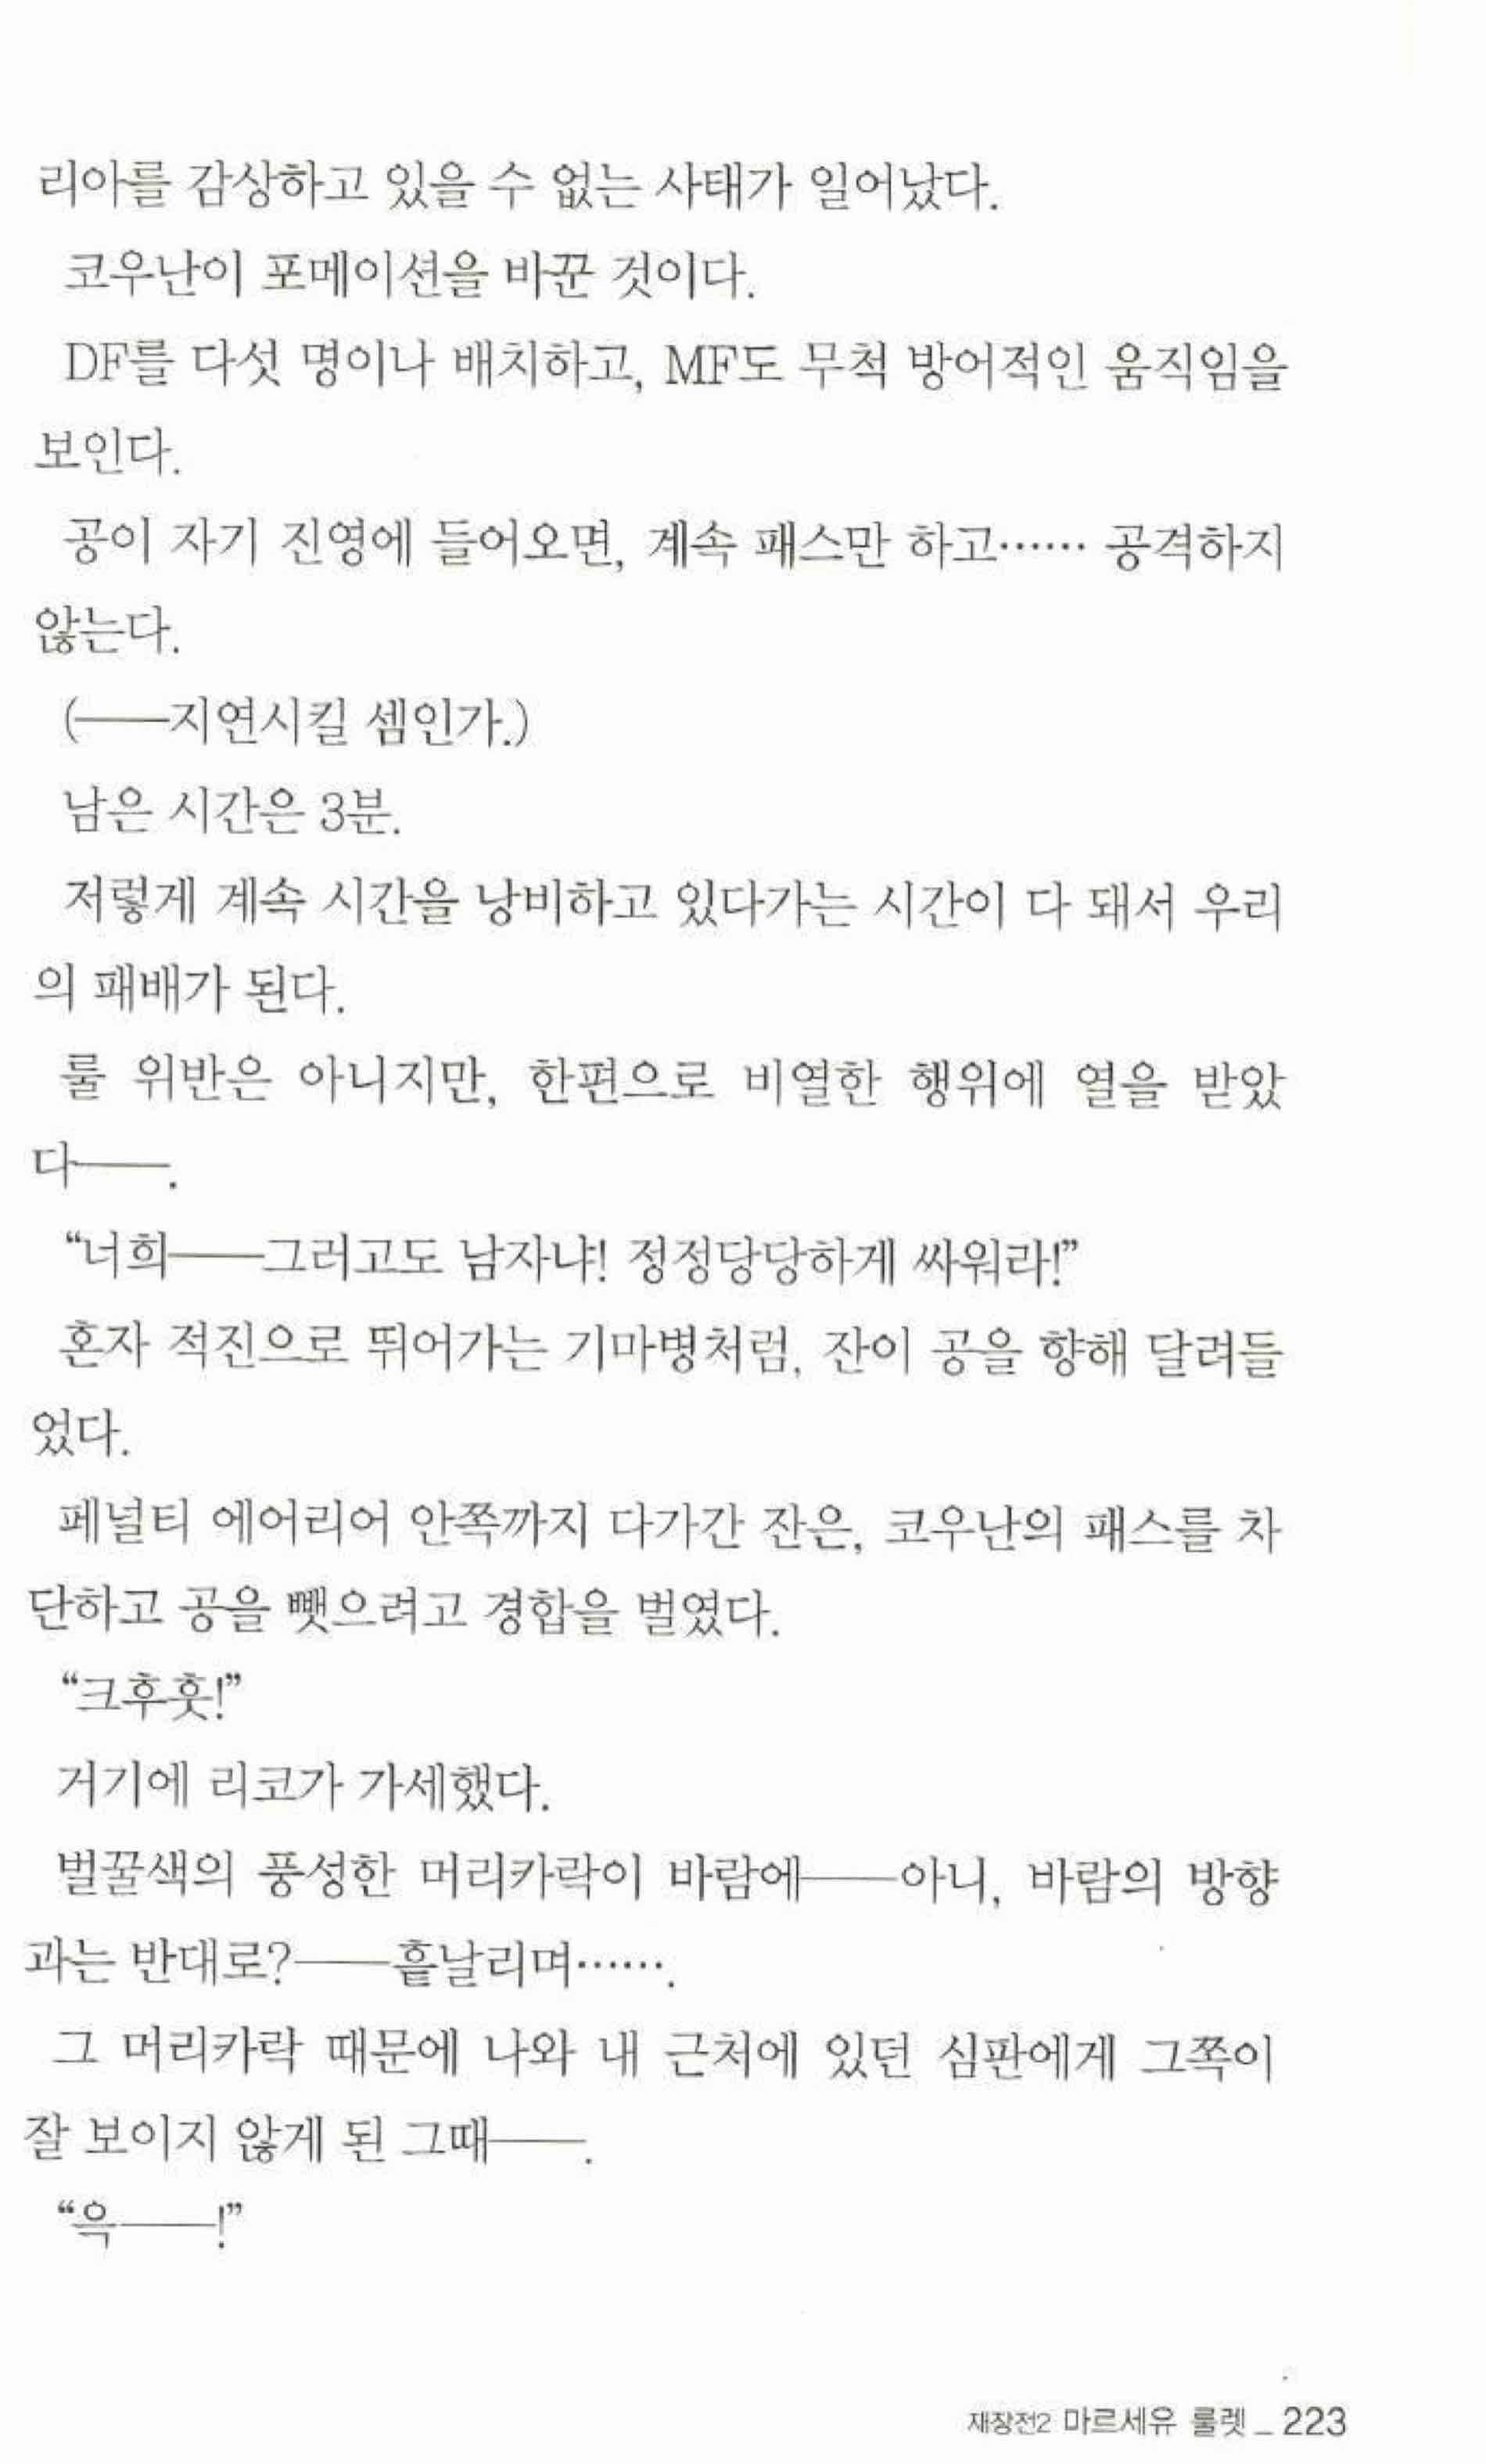 리아를 감상하고 있을 수 없는 사태가 일어났다.
코우난이 포메이션을 바꾼 것이다.
DF를 다섯 명이나 배치하고, MF도 무척 방어적인 움직임을
보인다.
공이 자기 진영에 들어오면, 계속 패스만 하고…… 공격하지
않는다.
(――지연시킬 셈인가.)
남은 시간은 3분.
저렇게 계속 시간을 낭비하고 있다가는 시간이 다 돼서 우리
의 패배가 된다.
룰 위반은 아니지만, 한편으로 비열한 행위에 열을 받았
다――.
“너희――그러고도 남자냐! 정정당당하게 싸워라!”
혼자 적진으로 뛰어가는 기마병처럼, 잔이 공을 향해 달려들
었다.
페널티 에어리어 안쪽까지 다가간 잔은, 코우난의 패스를 차
단하고 공을 뺏으려고 경합을 벌였다.
“크후훗!”
거기에 리코가 가세했다.
벌꿀색의 풍성한 머리카락이 바람에――아니, 바람의 방향
과는 반대로?――흩날리며…….
그 머리카락 때문에 나와 내 근처에 있던 심판에게 그쪽이
잘 보이지 않게 된 그때――.
“윽――!”
재장전2 마르세유 룰렛 _ 223